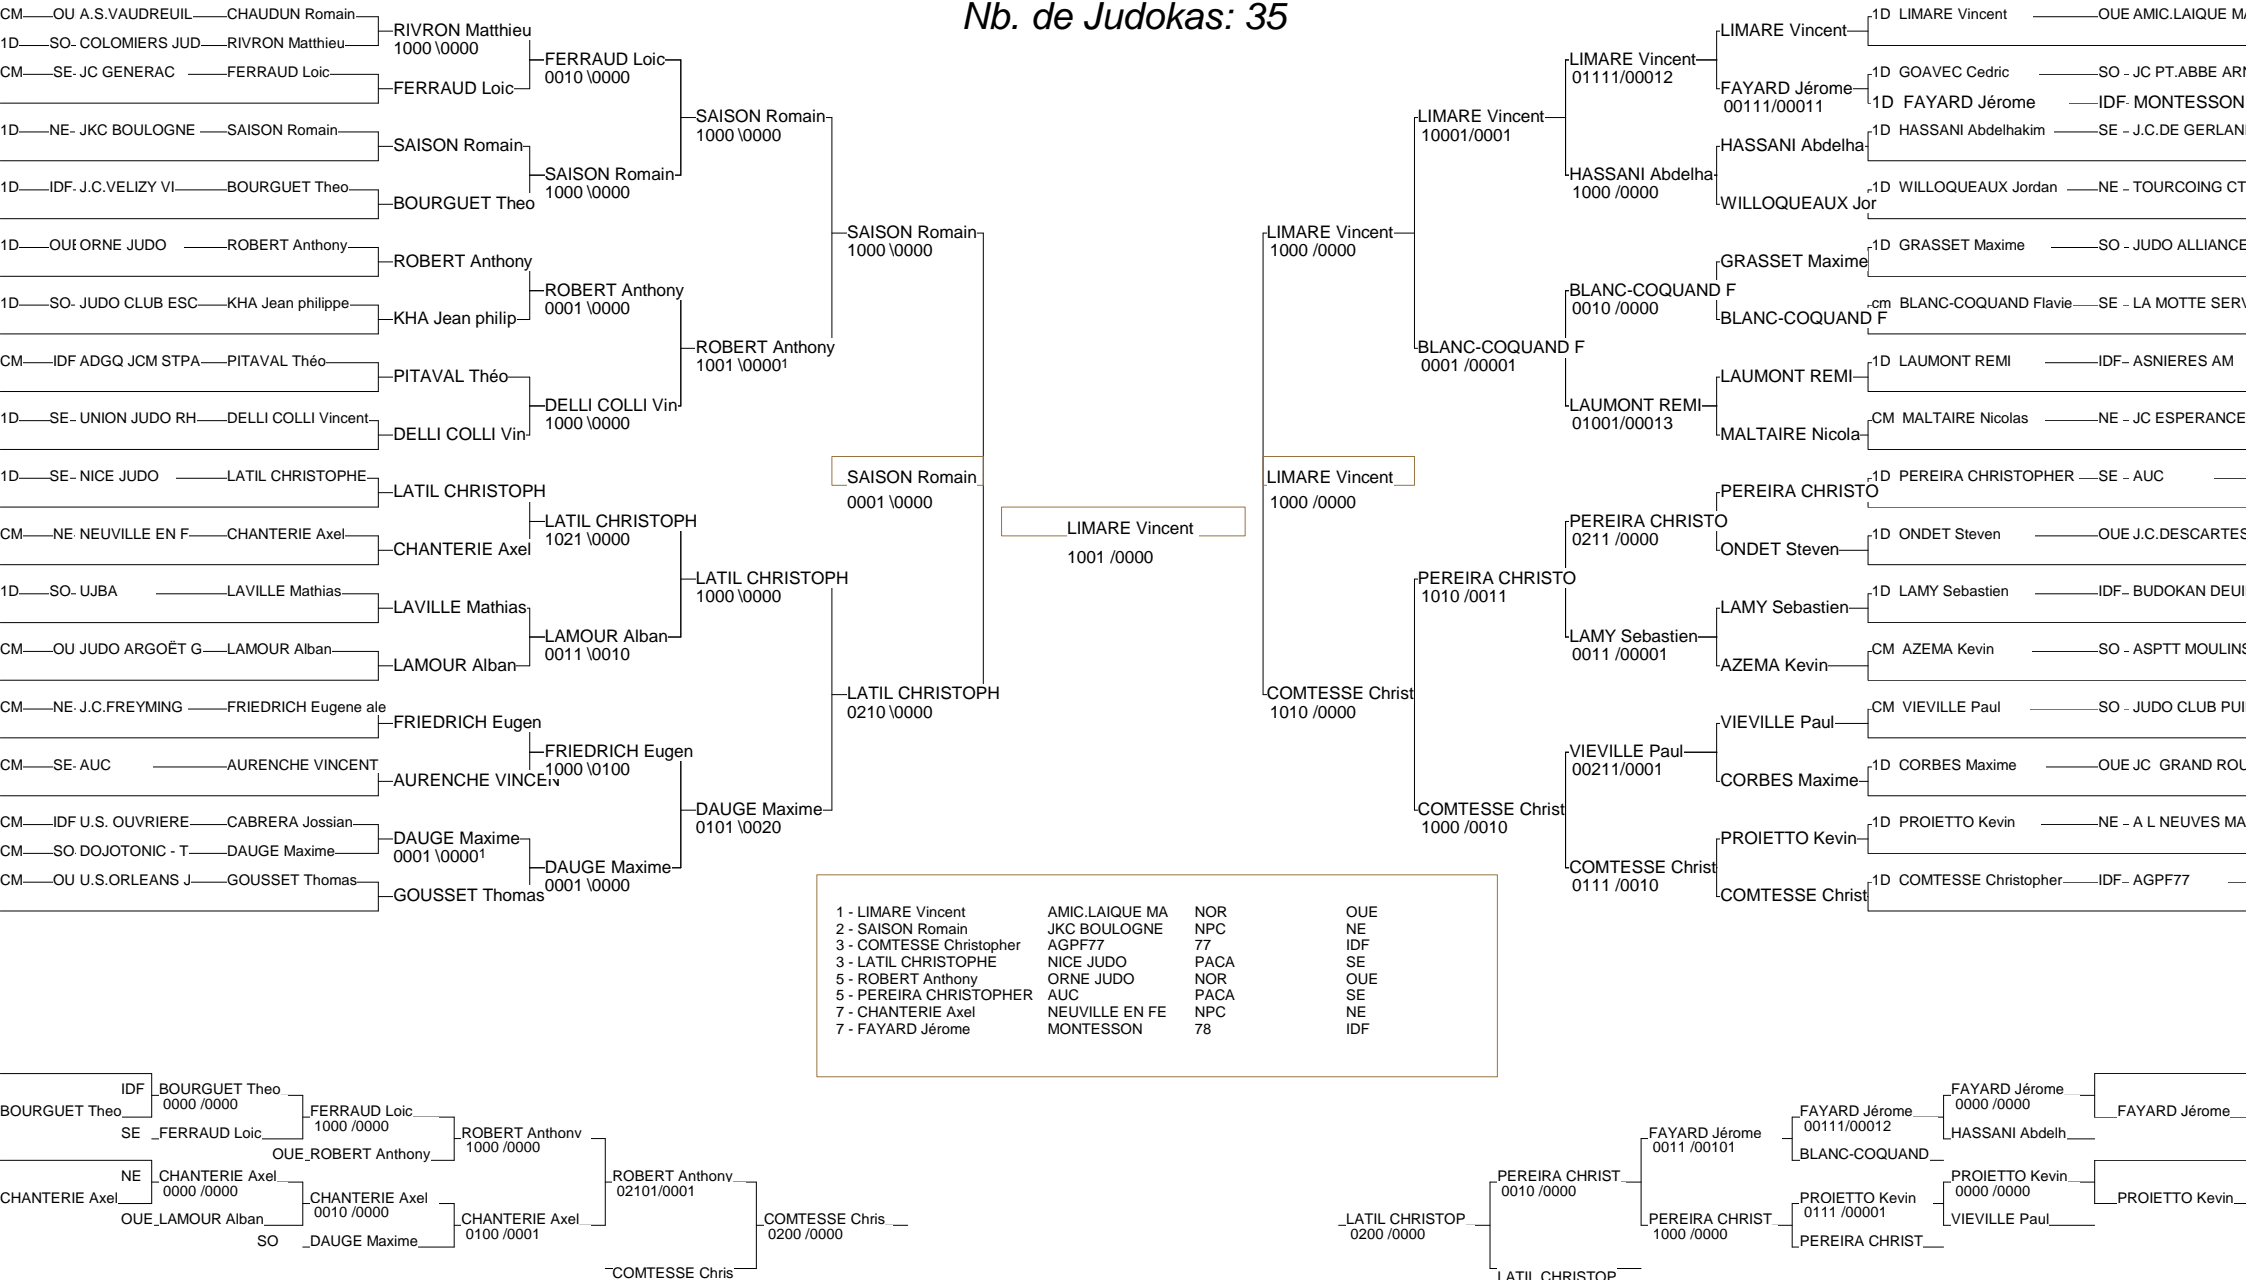 Nb. de Judokas: 35
CM OU A.S.VAUDREUIL CHAUDUN Romain
1D SO- COLOMIERS JUD RIVRON Matthieu
CM SE- JC GENERAC FERRAUD Loic
1D NE- JKC BOULOGNE SAISON Romain
1D IDF- J.C.VELIZY VI BOURGUET Theo
1D OUE ORNE JUDO ROBERT Anthony
1D SO- JUDO CLUB ESC KHA Jean philippe
CM IDF ADGQ JCM STPA PITAVAL Théo
1D SE- UNION JUDO RH DELLI COLLI Vincent
1D SE- NICE JUDO LATIL CHRISTOPHE
CM NE- NEUVILLE EN F CHANTERIE Axel
1D SO- UJBA LAVILLE Mathias
CM OU JUDO ARGOËT G LAMOUR Alban
CM NE- J.C.FREYMING FRIEDRICH Eugene ale
CM SE- AUC AURENCHE VINCENT
CM IDF U.S. OUVRIERE CABRERA Jossian
CM SO- DOJOTONIC - T DAUGE Maxime
CM OU U.S.ORLEANS J GOUSSET Thomas
RIVRON Matthieu
1000 \0000
FERRAUD Loic
SAISON Romain
BOURGUET Theo
ROBERT Anthony
KHA Jean philip
PITAVAL Théo
DELLI COLLI Vin
LATIL CHRISTOPH
CHANTERIE Axel
LAVILLE Mathias
LAMOUR Alban
FRIEDRICH Eugen
AURENCHE VINCEN
DAUGE Maxime
0001 \0000¹
GOUSSET Thomas
FERRAUD Loic
0010 \0000
SAISON Romain
1000 \0000
ROBERT Anthony
0001 \0000
DELLI COLLI Vin
1000 \0000
LATIL CHRISTOPH
1021 \0000
LAMOUR Alban
0011 \0010
FRIEDRICH Eugen
1000 \0100
DAUGE Maxime
0001 \0000
SAISON Romain
1000 \0000
ROBERT Anthony
1001 \0000¹
LATIL CHRISTOPH
1000 \0000
DAUGE Maxime
0101 \0020
SAISON Romain
1000 \0000
LATIL CHRISTOPH
0210 \0000
SAISON Romain
0001 \0000
LIMARE Vincent
1001 /0000
LIMARE Vincent
1000 /0000
LIMARE Vincent
1000 /0000
COMTESSE Christ
1010 /0000
LIMARE Vincent
10001/0001
BLANC-COQUAND F
0001 /00001
PEREIRA CHRISTO
1010 /0011
COMTESSE Christ
1000 /0010
LIMARE Vincent
01111/00012
HASSANI Abdelha
1000 /0000
BLANC-COQUAND F
0010 /0000
LAUMONT REMI
01001/00013
PEREIRA CHRISTO
0211 /0000
LAMY Sebastien
0011 /00001
VIEVILLE Paul
00211/0001
COMTESSE Christ
0111 /0010
LIMARE Vincent
FAYARD Jérome
00111/00011
HASSANI Abdelha
WILLOQUEAUX Jor
GRASSET Maxime
BLANC-COQUAND F
LAUMONT REMI
MALTAIRE Nicola
PEREIRA CHRISTO
ONDET Steven
LAMY Sebastien
AZEMA Kevin
VIEVILLE Paul
CORBES Maxime
PROIETTO Kevin
COMTESSE Christ
1D LIMARE Vincent OUE AMIC.LAIQUE MA
1D GOAVEC Cedric SO - JC PT.ABBE ARM
1D FAYARD Jérome IDF- MONTESSON
1D HASSANI Abdelhakim SE - J.C.DE GERLAN
1D WILLOQUEAUX Jordan NE - TOURCOING CT
1D GRASSET Maxime SO - JUDO ALLIANCE
cm BLANC-COQUAND Flavie SE - LA MOTTE SERV
1D LAUMONT REMI IDF- ASNIERES AM
CM MALTAIRE Nicolas NE - JC ESPERANCE
1D PEREIRA CHRISTOPHER SE - AUC
1D ONDET Steven OUE J.C.DESCARTES
1D LAMY Sebastien IDF- BUDOKAN DEUI
CM AZEMA Kevin SO - ASPTT MOULINS
CM VIEVILLE Paul SO - JUDO CLUB PUI
1D CORBES Maxime OUE JC GRAND ROU
1D PROIETTO Kevin NE - A L NEUVES MA
1D COMTESSE Christopher IDF- AGPF77
1 - LIMARE Vincent AMIC.LAIQUE MA NOR OUE
2 - SAISON Romain JKC BOULOGNE NPC NE
3 - COMTESSE Christopher AGPF77 77 IDF
3 - LATIL CHRISTOPHE NICE JUDO PACA SE
5 - ROBERT Anthony ORNE JUDO NOR OUE
5 - PEREIRA CHRISTOPHER AUC PACA SE
7 - CHANTERIE Axel NEUVILLE EN FE NPC NE
7 - FAYARD Jérome MONTESSON 78 IDF
BOURGUET Theo
CHANTERIE Axel
IDF BOURGUET Theo
0000 /0000
SE FERRAUD Loic
NE CHANTERIE Axel
0000 /0000
OUE LAMOUR Alban
FERRAUD Loic
1000 /0000
OUE ROBERT Anthony
CHANTERIE Axel
0010 /0000
SO DAUGE Maxime
ROBERT Anthony
1000 /0000
CHANTERIE Axel
0100 /0001
ROBERT Anthony
02101/0001
COMTESSE Chris
COMTESSE Chris
0200 /0000
LATIL CHRISTOP
0200 /0000
PEREIRA CHRIST
0010 /0000
LATIL CHRISTOP
FAYARD Jérome
0011 /00101
PEREIRA CHRIST
1000 /0000
FAYARD Jérome
00111/00012
BLANC-COQUAND
PROIETTO Kevin
0111 /00001
PEREIRA CHRIST
FAYARD Jérome
0000 /0000
HASSANI Abdelh
PROIETTO Kevin
0000 /0000
VIEVILLE Paul
FAYARD Jérome
PROIETTO Kevin